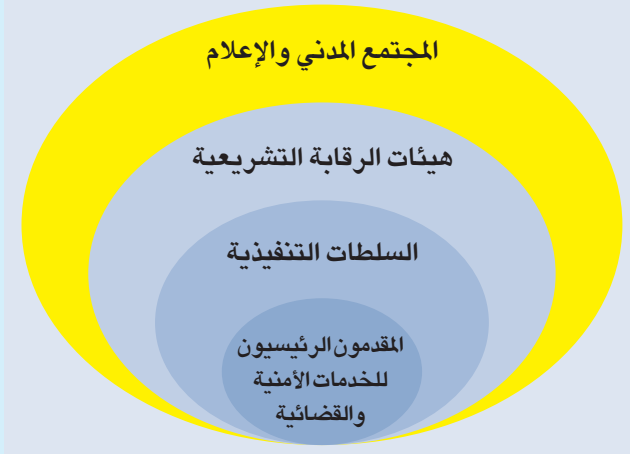 المجتمع المدني والإعلام
هيئات الرقابة التشريعية
السلطات التنفيذية
المقدمون الرئيسيون
للخدمات الأمنية
والقضائية